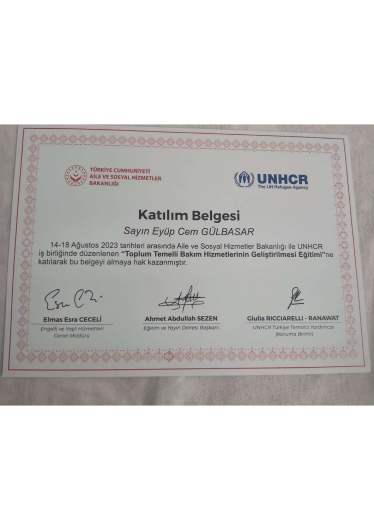 TÜRKİYE CUMHURİYETİ
AİLE VE SOSYAL HİZMETLER
BAKANLIĞI
UNHCR
The UN Refugee Agency
Katılım Belgesi
Sayın Eyüp Cem GÜLBASAR
14-18 Ağustos 2023 tarihleri arasında Aile ve Sosyal Hizmetler Bakanlığı ile UNHCR
iş birliğinde düzenlenen "Toplum Temelli Bakım Hizmetlerinin Geliştirilmesi Eğitimi"ne
katılarak bu belgeyi almaya hak kazanmıştır.
Elmas Esra CECELİ
Engelli ve Yaşlı Hizmetleri
Genel Müdürü
Ahmet Abdullah SEZEN
Eğitim ve Yayın Dairesi Başkanı
Giulia RICCIARELLI - RANAWAT
UNHCR Türkiye Temsilci Yardımcısı
(Koruma Birimi)